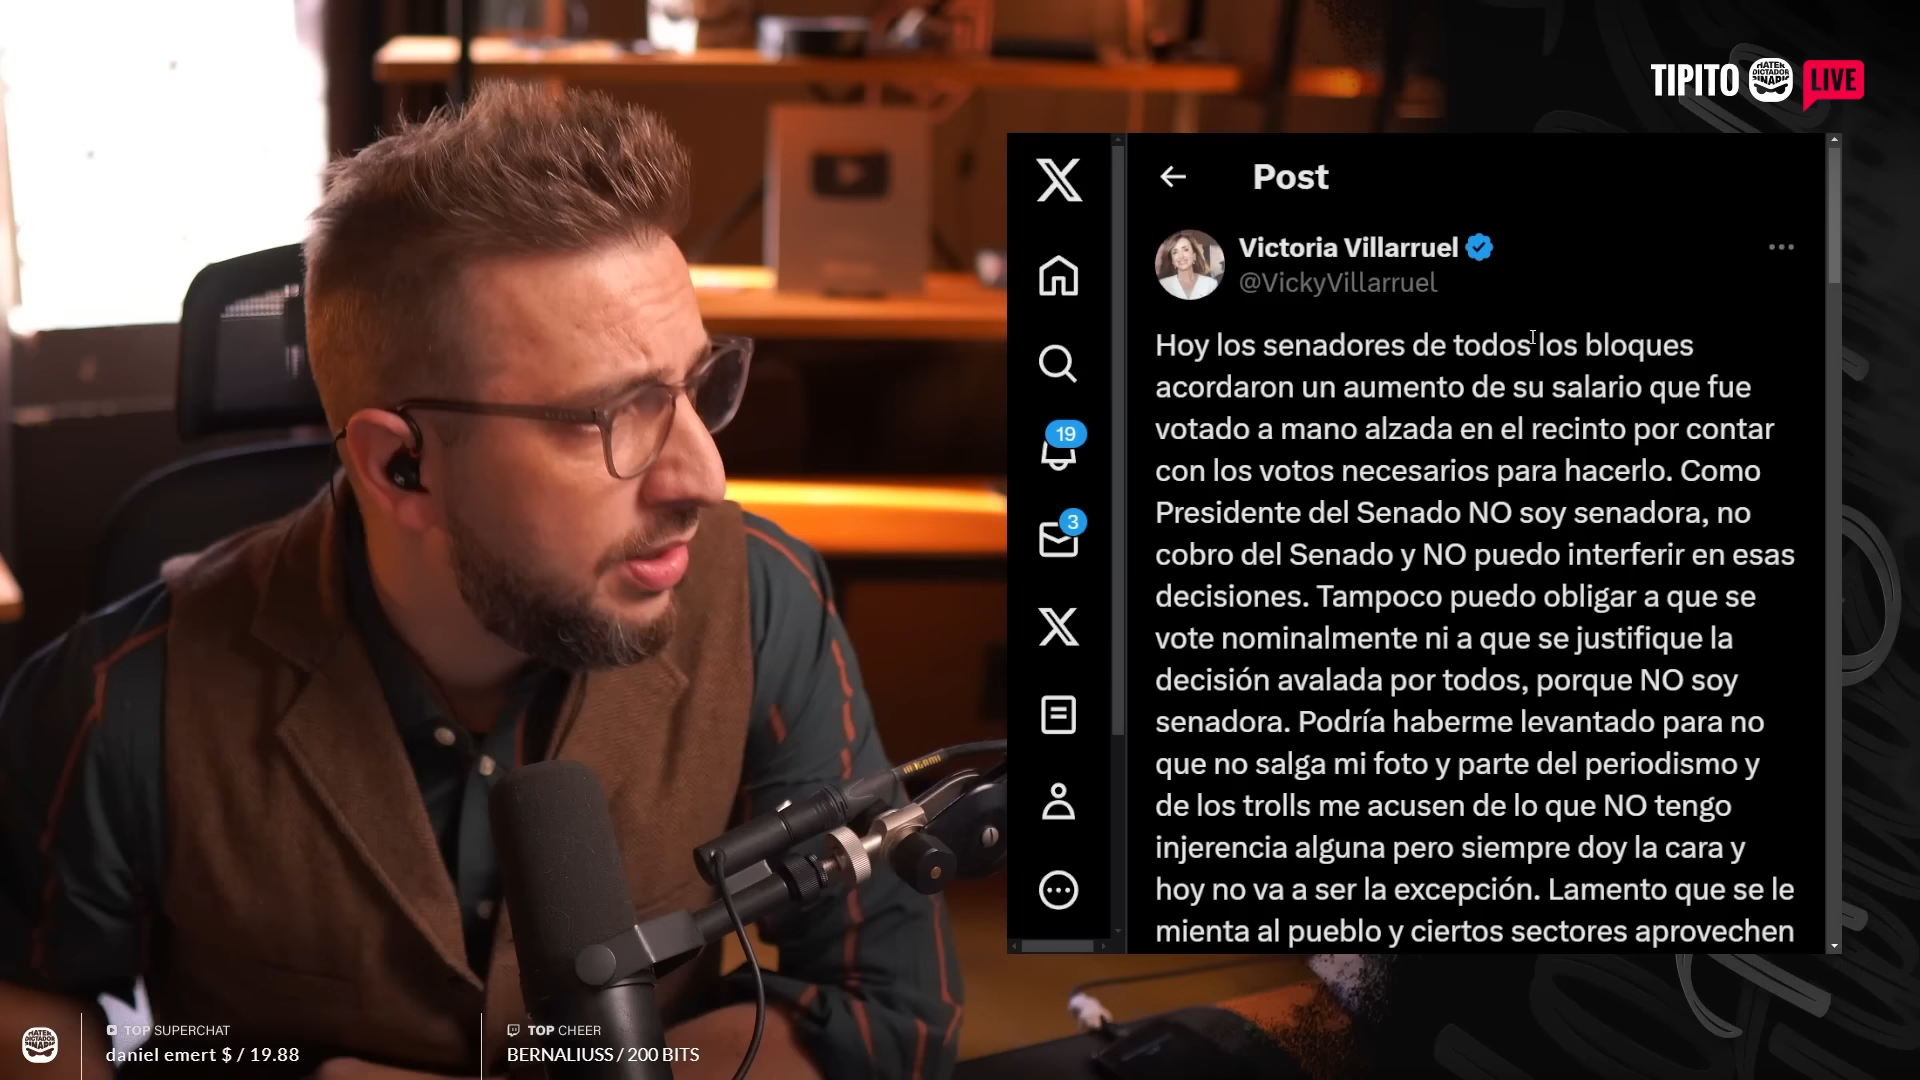 TIPITO
MATEN
DICTADOR
LIVE
Post
Victoria Villarruel
@VickyVillarruel
Hoy los senadores de todos los bloques
acordaron un aumento de su salario que fue
votado a mano alzada en el recinto por contar
con los votos necesarios para hacerlo. Como
Presidente del Senado NO soy senadora, no
cobro del Senado y NO puedo interferir en esas
decisiones. Tampoco puedo obligar a que se
vote nominalmente ni a que se justifique la
decisión avalada por todos, porque NO soy
senadora. Podría haberme levantado para no
que no salga mi foto y parte del periodismo y
de los trolls me acusen de lo que NO tengo
injerencia alguna pero siempre doy la cara y
hoy no va a ser la excepción. Lamento que se le
mienta al pueblo y ciertos sectores aprovechen
19
3
TOP SUPERCHAT
daniel emert $ / 19.88
TOP CHEER
BERNALIUSS / 200 BITS